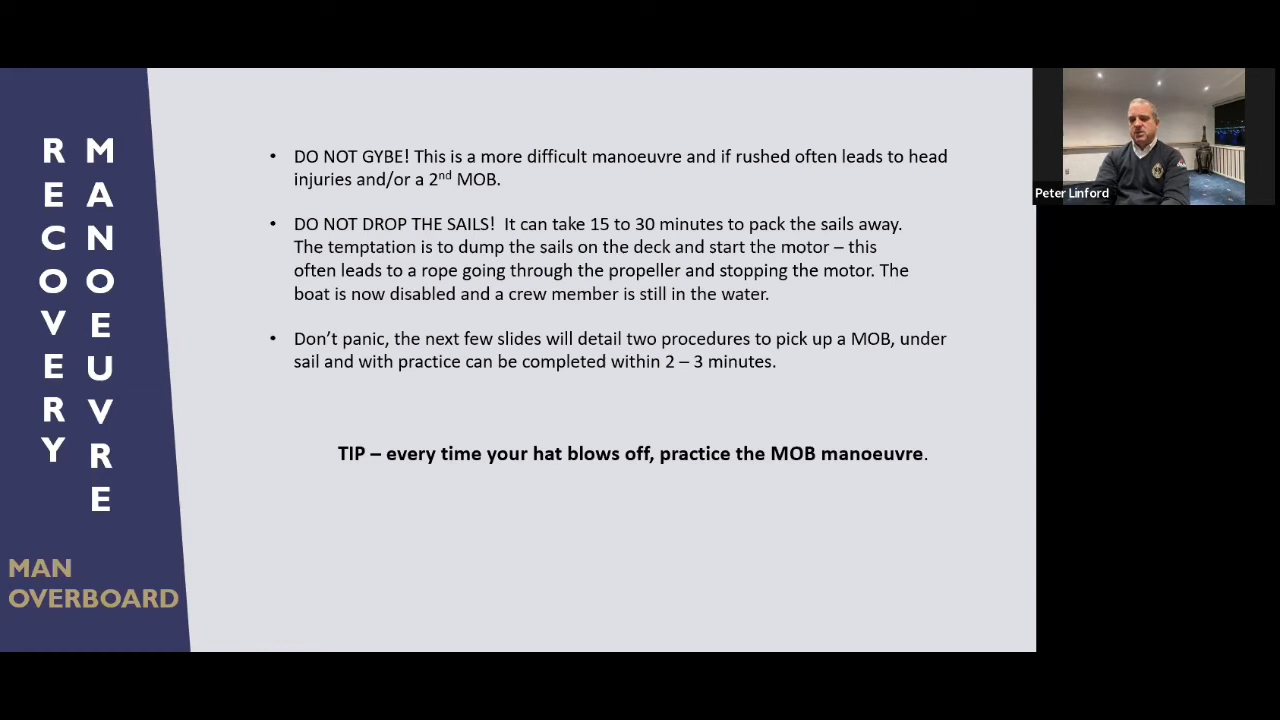 RECOVERY
MANOEUVRE
MAN
OVERBOARD
• DO NOT GYBE! This is a more difficult manoeuvre and if rushed often leads to head
injuries and/or a 2nd MOB.
• DO NOT DROP THE SAILS!  It can take 15 to 30 minutes to pack the sails away.
The temptation is to dump the sails on the deck and start the motor – this
often leads to a rope going through the propeller and stopping the motor. The
boat is now disabled and a crew member is still in the water.
• Don't panic, the next few slides will detail two procedures to pick up a MOB, under
sail and with practice can be completed within 2 – 3 minutes.
TIP – every time your hat blows off, practice the MOB manoeuvre.
Peter Linford